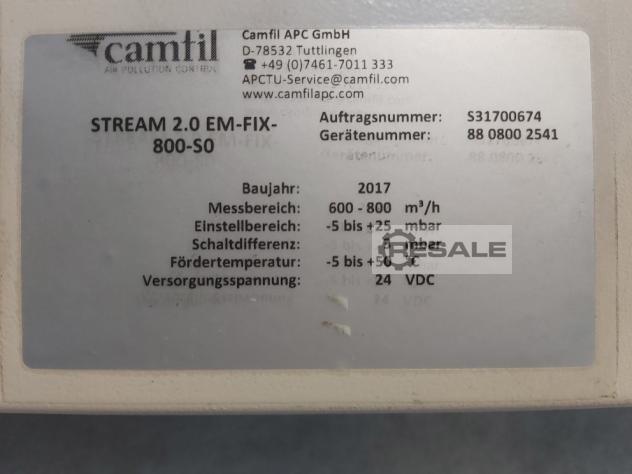 camfil
AIR POLLUTION CONTROL
Camfil APC GmbH
D-78532 Tuttlingen
☎ +49 (0)7461-7011 333
APCTU-Service@camfil.com
www.camfilapc.com
STREAM 2.0 EM-FIX-
800-S0
Auftragsnummer: S31700674
Gerätenummer: 88 0800 2541
Baujahr: 2017
Messbereich: 600 - 800 m³/h
Einstellbereich: -5 bis +25 mbar
Schaltdifferenz: mbar
Fördertemperatur: -5 bis +50 °C
Versorgungsspannung: 24 VDC
RESALE